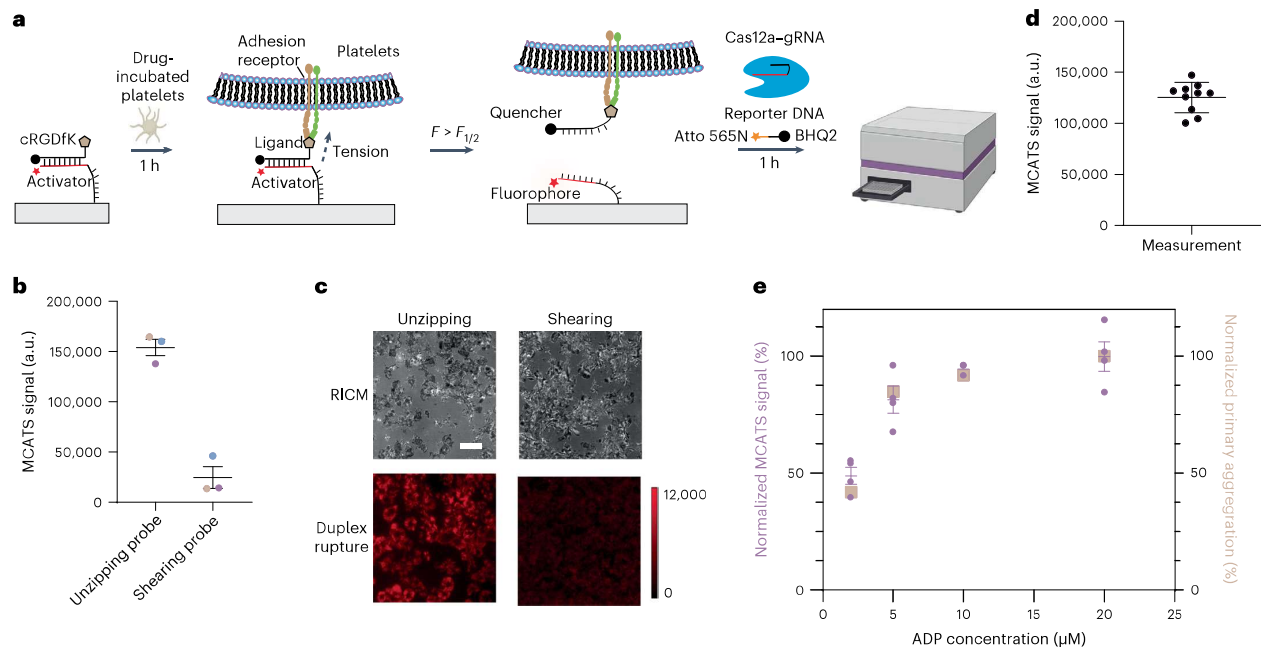 a
Drug-
incubated
platelets
cRGDfK
1 h
Activator
Adhesion
receptor
Platelets
Ligand
Tension
Activator
F > F1/2
Quencher
Fluorophore
Cas12a–gRNA
Reporter DNA
Atto 565N
BHQ2
1 h
d
MCATS signal (a.u.)
200,000
150,000
100,000
50,000
0
Measurement
b
MCATS signal (a.u.)
200,000
150,000
100,000
50,000
0
Unzipping probe
Shearing probe
c
Unzipping
Shearing
RICM
Duplex
rupture
12,000
0
e
Normalized MCATS signal (%)
100
50
0
0
5
10
15
20
25
ADP concentration (µM)
100
50
0
Normalized primary aggregration
(%)